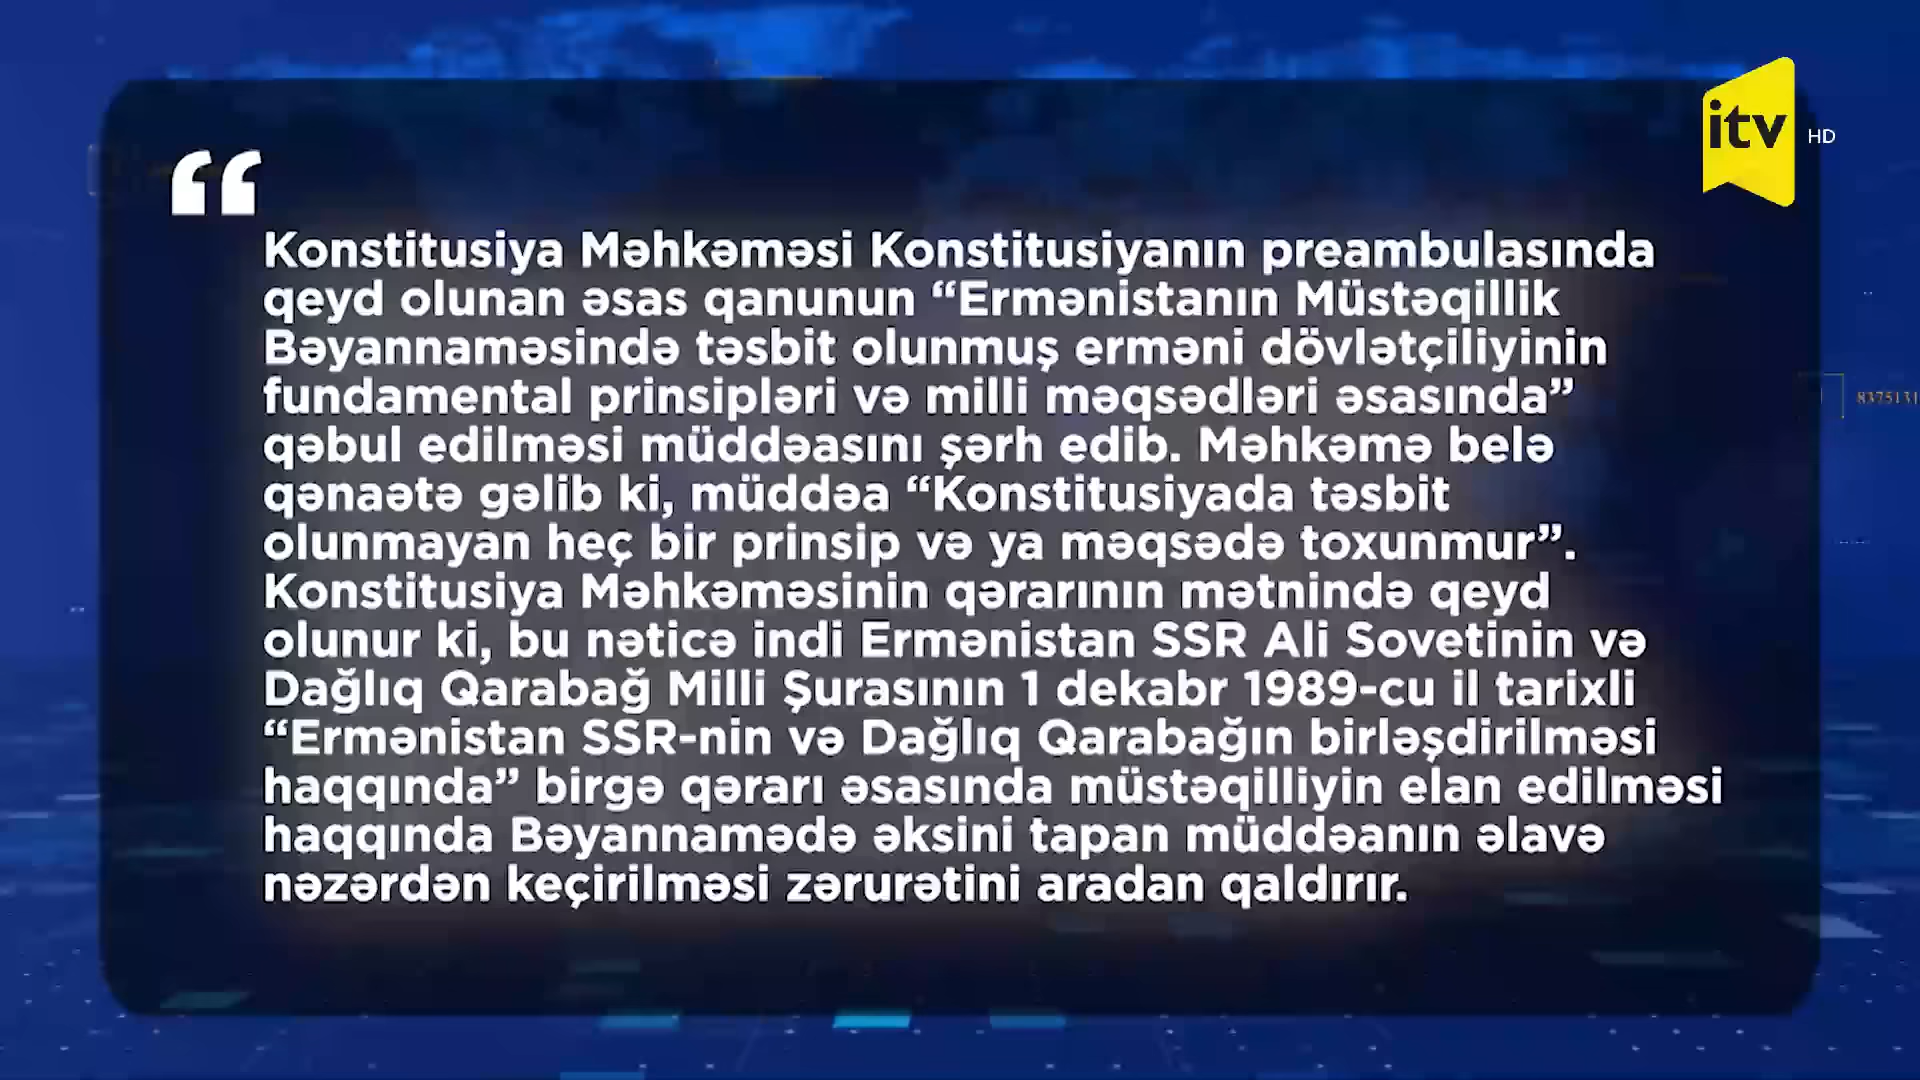 itv HD
“
Konstitusiya Məhkəməsi Konstitusiyanın preambulasında
qeyd olunan əsas qanunun “Ermənistanın Müstəqillik
Bəyannaməsində təsbit olunmuş erməni dövlətçiliyinin
fundamental prinsipləri və milli məqsədləri əsasında”
qəbul edilməsi müddəasını şərh edib. Məhkəmə belə
qənaətə gəlib ki, müddəa “Konstitusiyada təsbit
olunmayan heç bir prinsip və ya məqsədə toxunmur”.
Konstitusiya Məhkəməsinin qərarının mətnində qeyd
olunur ki, bu nəticə indi Ermənistan SSR Ali Sovetinin və
Dağlıq Qarabağ Milli Şurasının 1 dekabr 1989-cu il tarixli
“Ermənistan SSR-nin və Dağlıq Qarabağın birləşdirilməsi
haqqında” birgə qərarı əsasında müstəqilliyin elan edilməsi
haqqında Bəyannamədə əksini tapan müddəanın əlavə
nəzərdən keçirilməsi zərurətini aradan qaldırır.